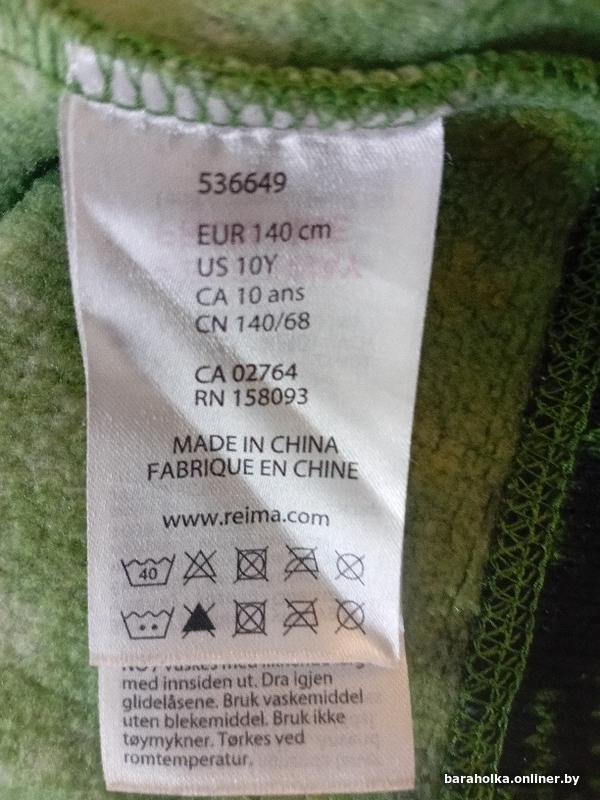 536649
EUR 140 cm
US 10Y
CA 10 ans
CN 140/68
CA 02764
RN 158093
MADE IN CHINA
FABRIQUE EN CHINE
www.reima.com
40
med innsiden ut. Dra igjen
glidelåsene. Bruk vaskemiddel
uten blekemiddel. Bruk ikke
tøymykner. Tørkes ved
romtemperatur.
baraholka.onliner.by